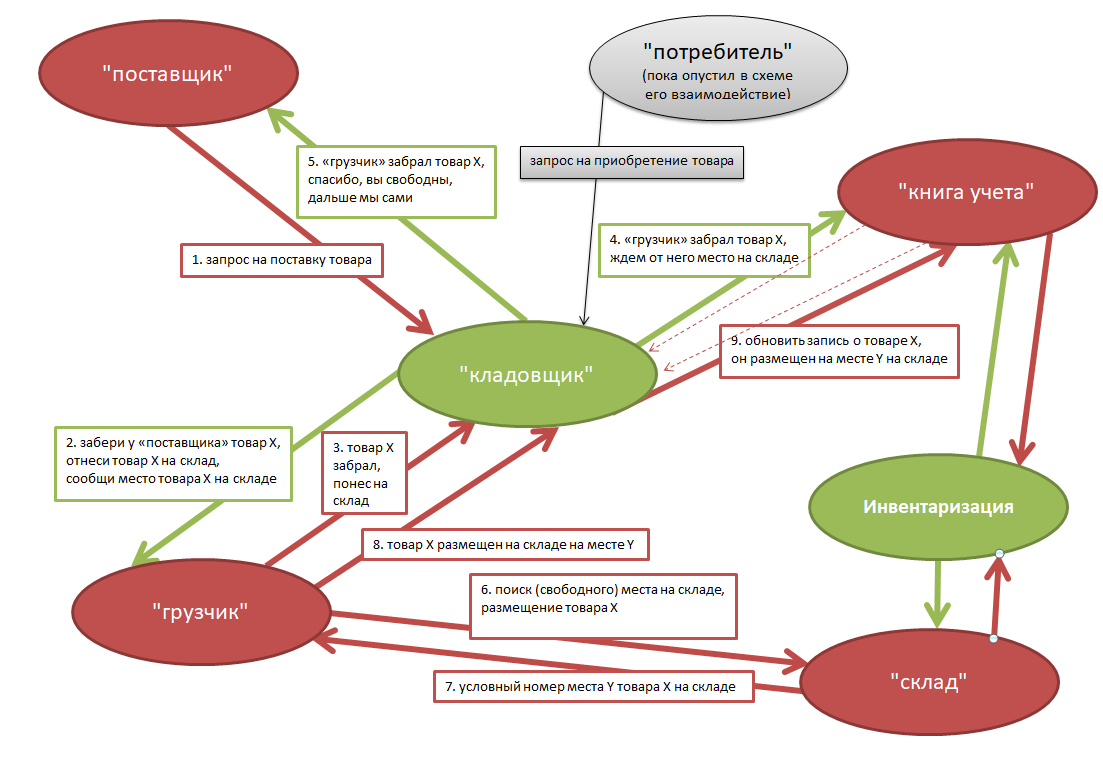 "поставщик"
"потребитель"
(пока опустил в схеме
его взаимодействие)
5. «грузчик» забрал товар X,
спасибо, вы свободны,
дальше мы сами
запрос на приобретение товара
"книга учета"
1. запрос на поставку товара
4. «грузчик» забрал товар X,
ждем от него место на складе
9. обновить запись о товаре X,
он размещен на месте Y на складе
"кладовщик"
2. забери у «поставщика» товар X,
отнеси товар X на склад,
сообщи место товара X на складе
3. товар X
забрал,
понес на
склад
Инвентаризация
8. товар X размещен на складе на месте Y
"грузчик"
6. поиск (свободного) места на складе,
размещение товара X
7. условный номер места Y товара X на складе
"склад"